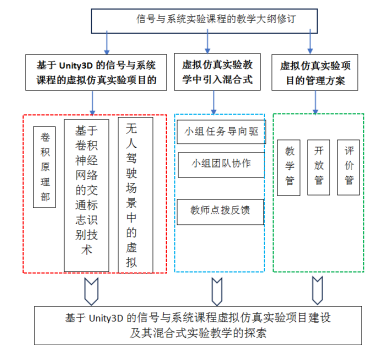 信号与系统实验课程的教学大纲修订
基于Unity3D的信号与系统
课程的虚拟仿真实验项目的
虚拟仿真实验教
学中引入混合式
虚拟仿真实验项
目的管理方案
卷积原理部
基于
卷积
神经
网络
的交
通标
志识
别技
术
无人驾驶场景中的虚拟
小组任务导向驱
小组团队协作
教师点拨反馈
教学管
开放管
评价管
基于Unity3D的信号与系统课程虚拟仿真实验项目建设
及其混合式实验教学的探索